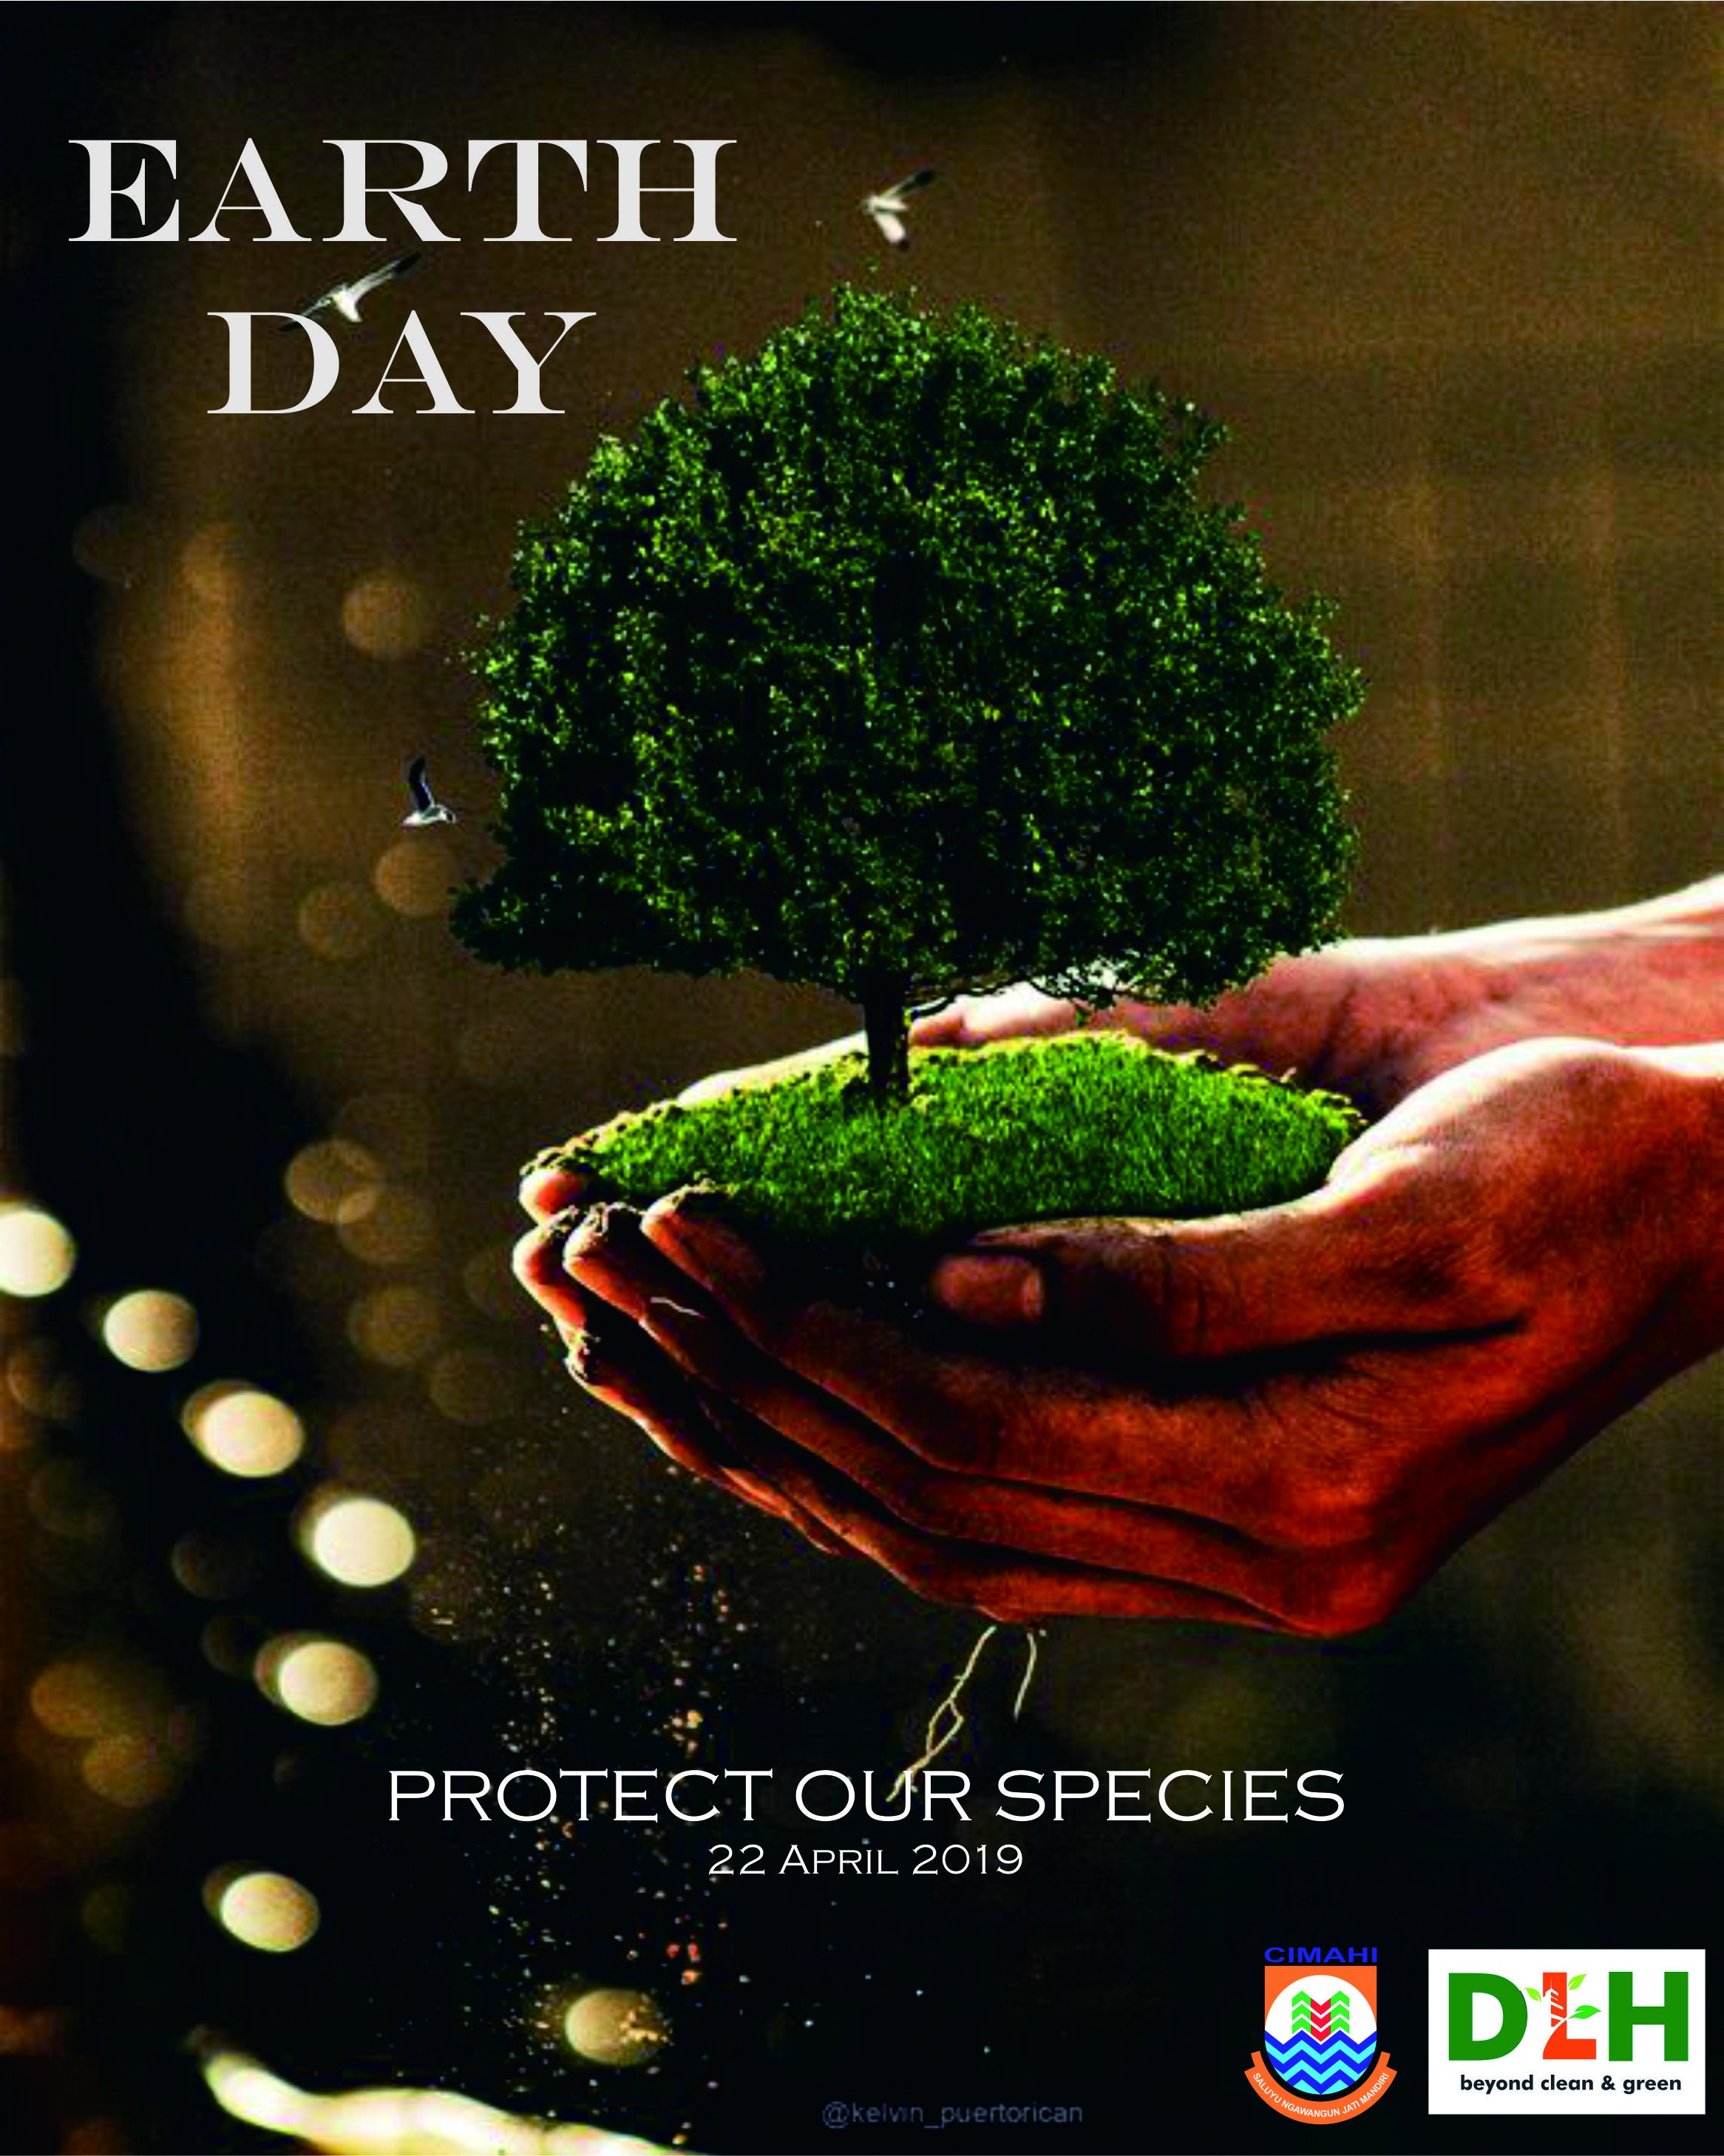 EARTH
DAY
PROTECT OUR SPECIES
22 APRIL 2019
CIMAHI
SALUYU NGAWANGUN JATI MANDIRI
DLH
beyond clean & green
@kelvin_puertorican